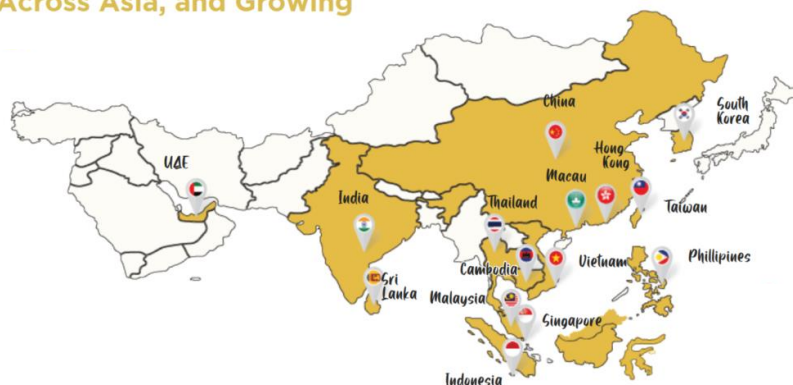 Across Asia, and Growing
China
South
Korea
Hong
Kong
UAE
Macau
India
Thailand
Taiwan
Cambodia
Vietnam
Phillipines
Sri
Lanka
Malaysia
Singapore
Indonesia